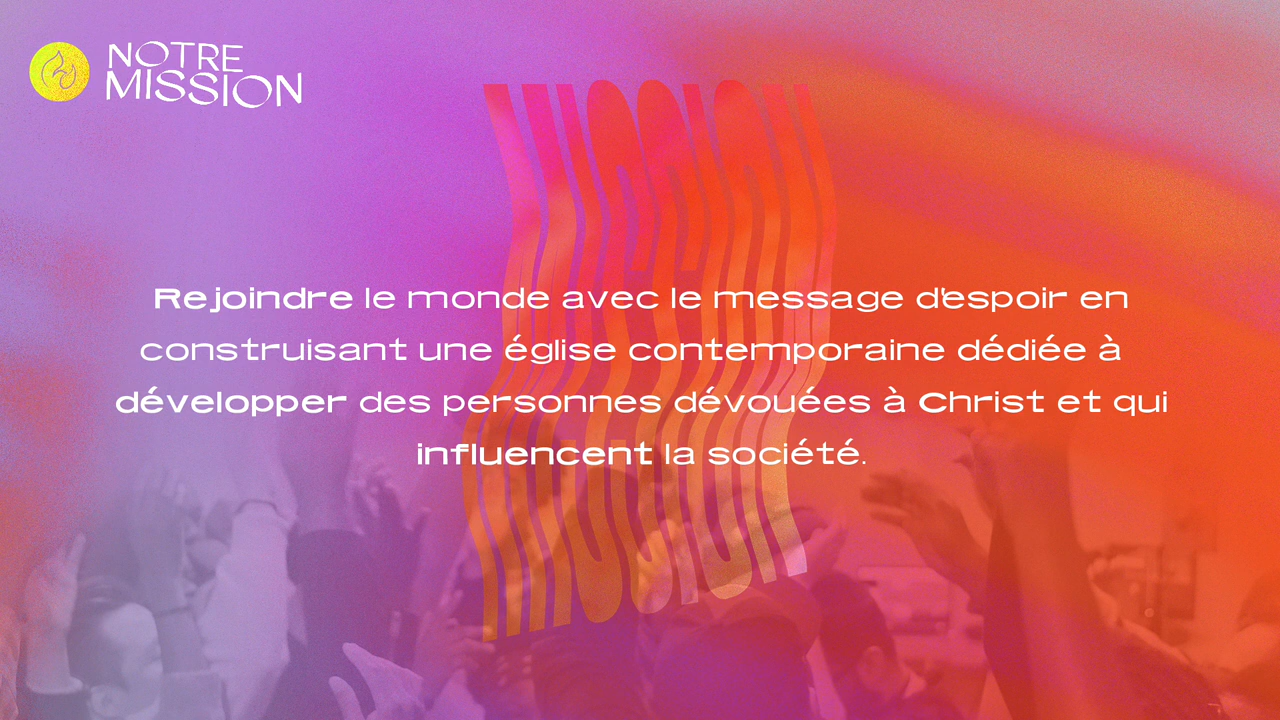 NOTRE
MISSION
MISSION
Rejoindre le monde avec le message d'espoir en
construisant une église contemporaine dédiée à
développer des personnes dévouées à Christ et qui
influencent la société.